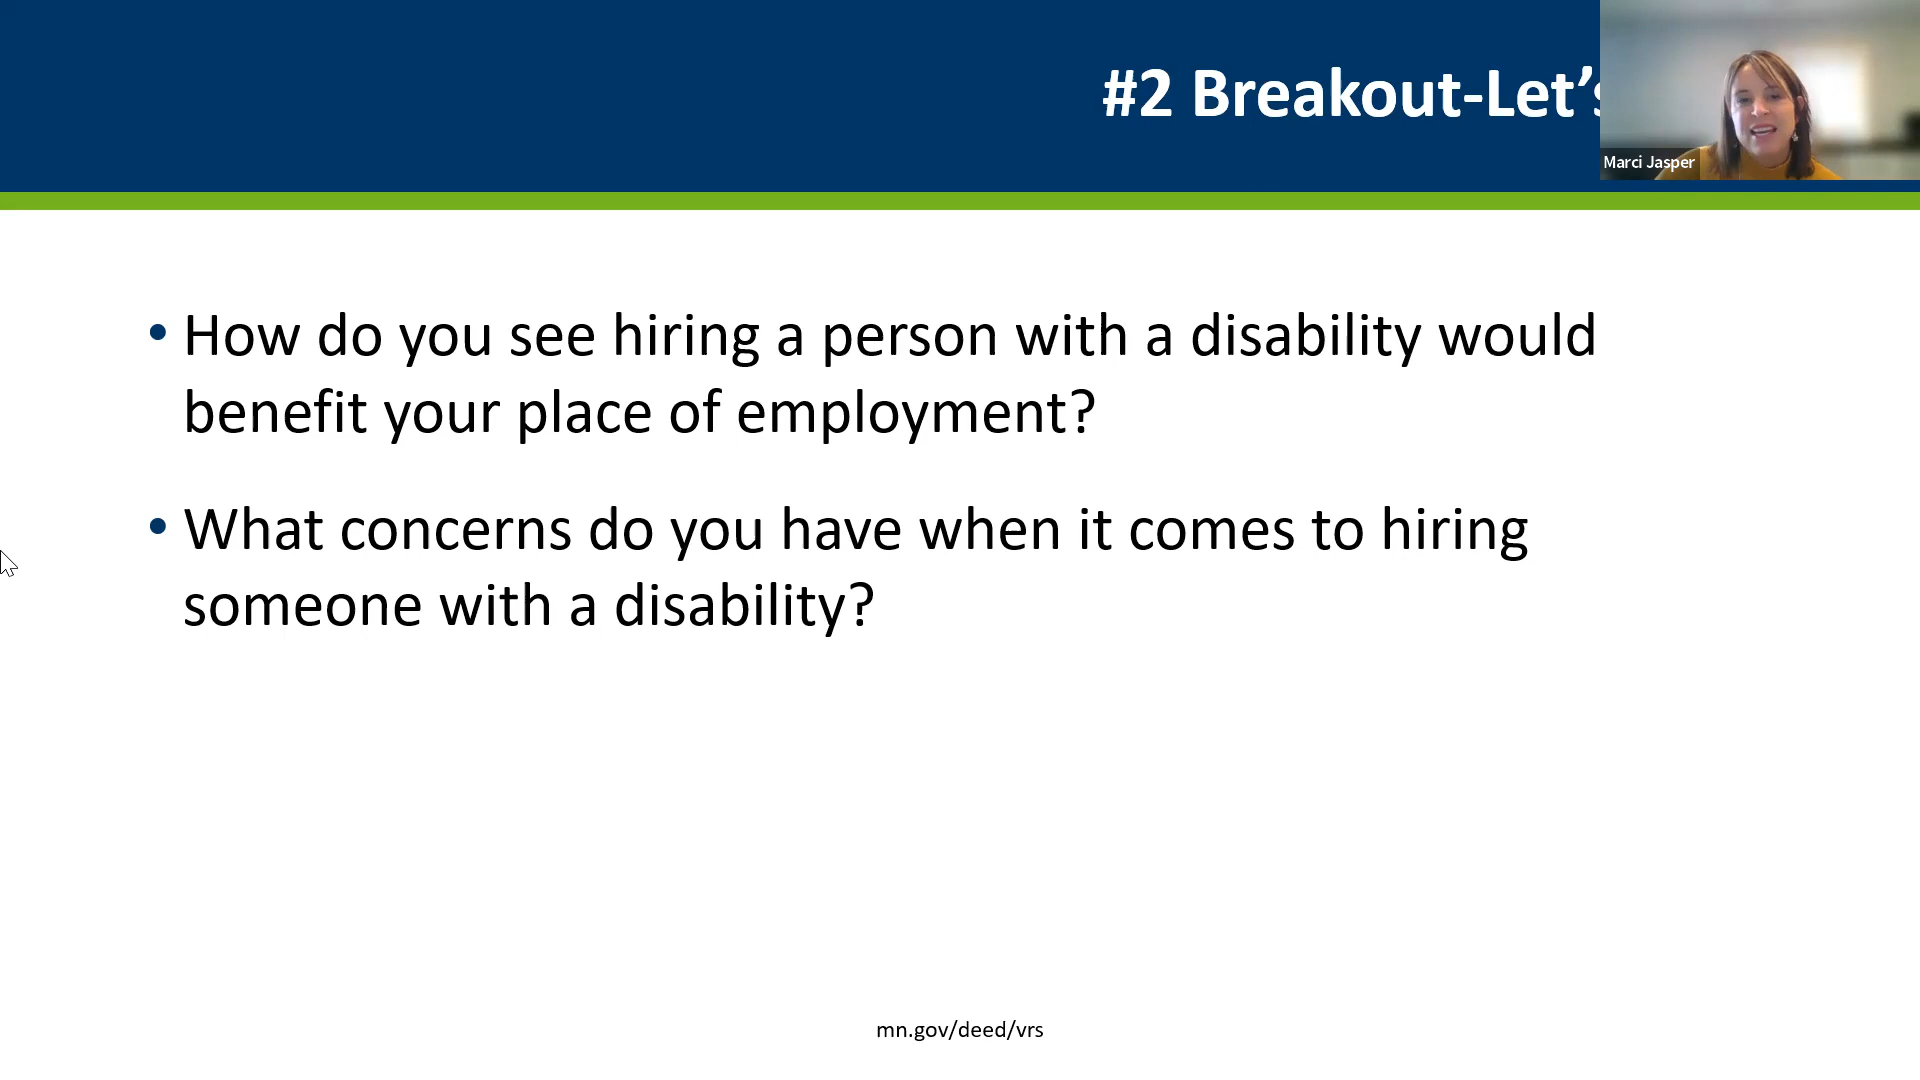 #2 Breakout-Let’s
Marci Jasper
• How do you see hiring a person with a disability would
benefit your place of employment?
• What concerns do you have when it comes to hiring
someone with a disability?
mn.gov/deed/vrs